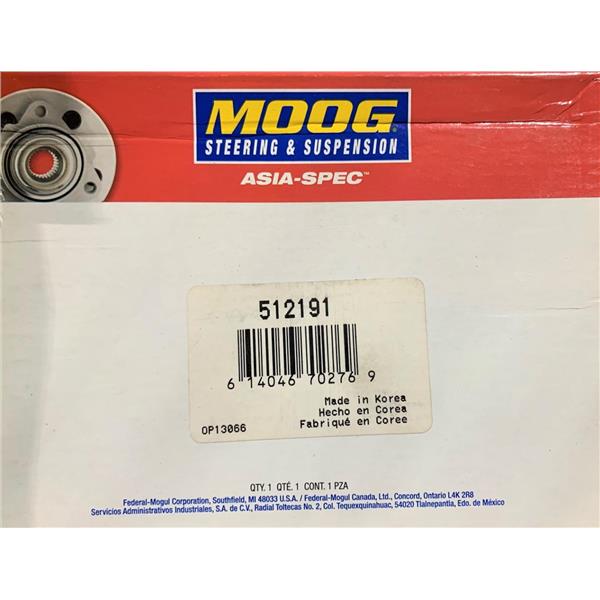 MOOG®
STEERING & SUSPENSION
ASIA-SPEC™
512191
6 14046 70276 9
Made in Korea
Hecho en Corea
OP13066 Fabriqué en Coree
QTY. 1 QTÉ. 1 CONT. 1 PZA
Federal-Mogul Corporation, Southfield, MI 48033 U.S.A. / Federal-Mogul Canada, Ltd., Concord, Ontario L4K 2R8
Servicios Administrativos Industriales, S.A. de C.V., Radial Toltecas No. 2, Col. Tequexquinahuac, 54020 Tlalnepantla, Edo. de México